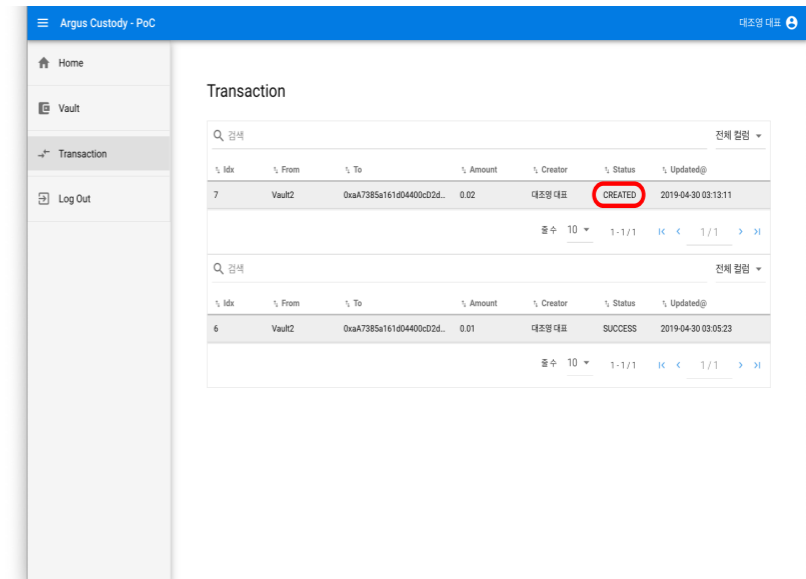 Argus Custody - PoC
대조영 대표
Home
Vault
Transaction
Log Out
Transaction
검색 전체 컬럼
Idx From To Amount Creator Status Updated@
7 Vault2 0xaA7385a161d04400cD2d... 0.02 대조영 대표 CREATED 2019-04-30 03:13:11
줄 수 10 1 - 1 / 1 1 / 1
검색 전체 컬럼
Idx From To Amount Creator Status Updated@
6 Vault2 0xaA7385a161d04400cD2d... 0.01 대조영 대표 SUCCESS 2019-04-30 03:05:23
줄 수 10 1 - 1 / 1 1 / 1